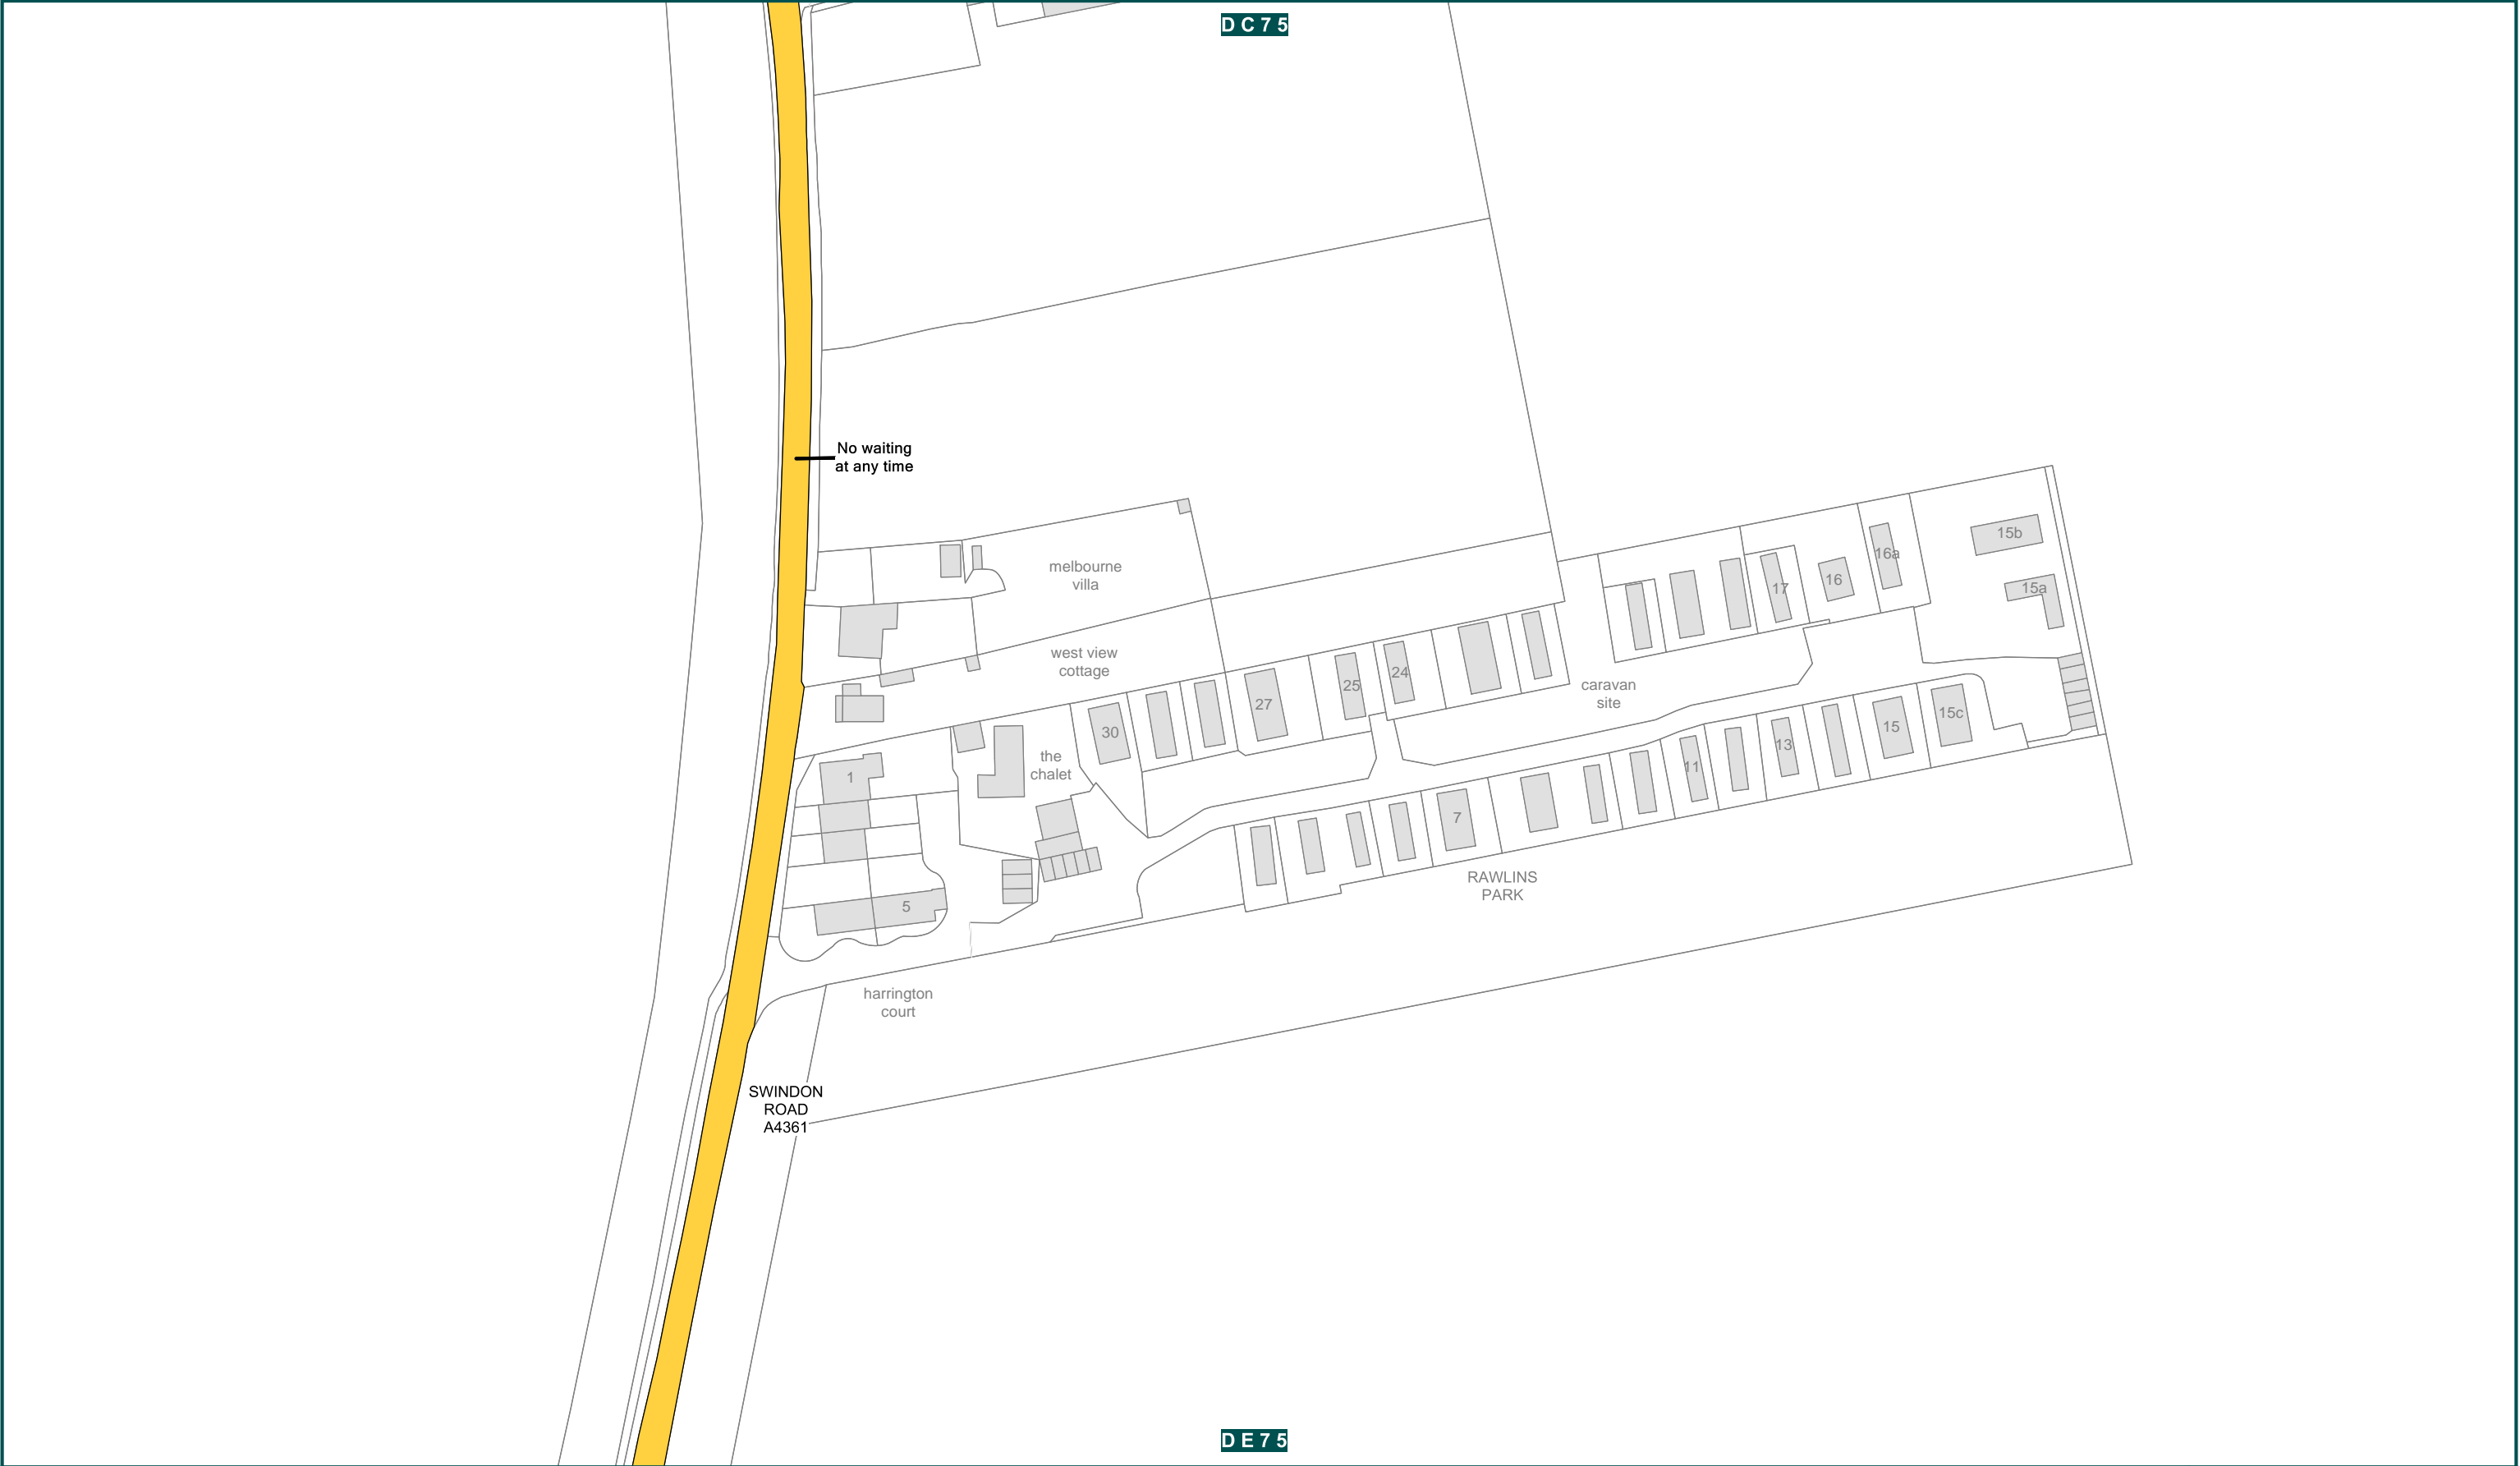 DC75
No waiting
at any time
melbourne
villa
15b
16a
15a
16
17
west view
cottage
24
25
caravan
site
27
15c
15
30
13
the
chalet
11
1
7
RAWLINS
PARK
5
harrington
court
SWINDON
ROAD
A4361
DE75